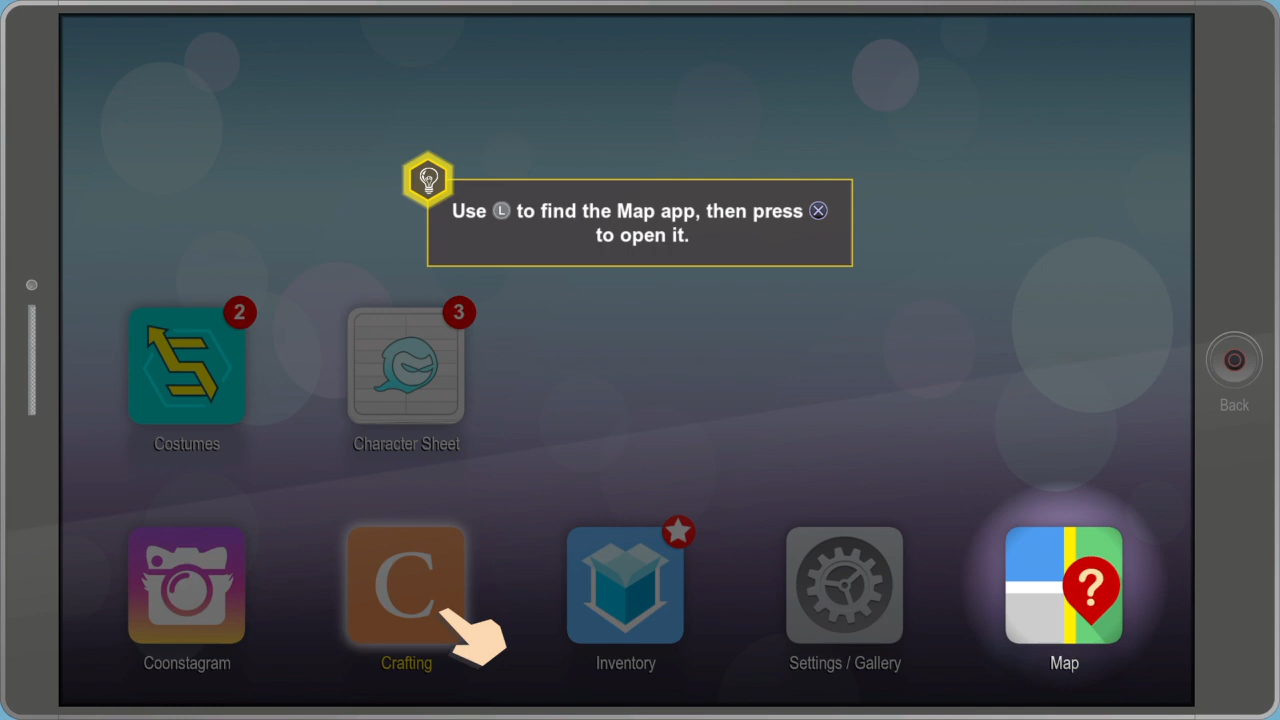 Use L to find the Map app, then press X
to open it.
2
3
Costumes
Character Sheet
Back
C
?
Coonstagram
Crafting
Inventory
Settings / Gallery
Map